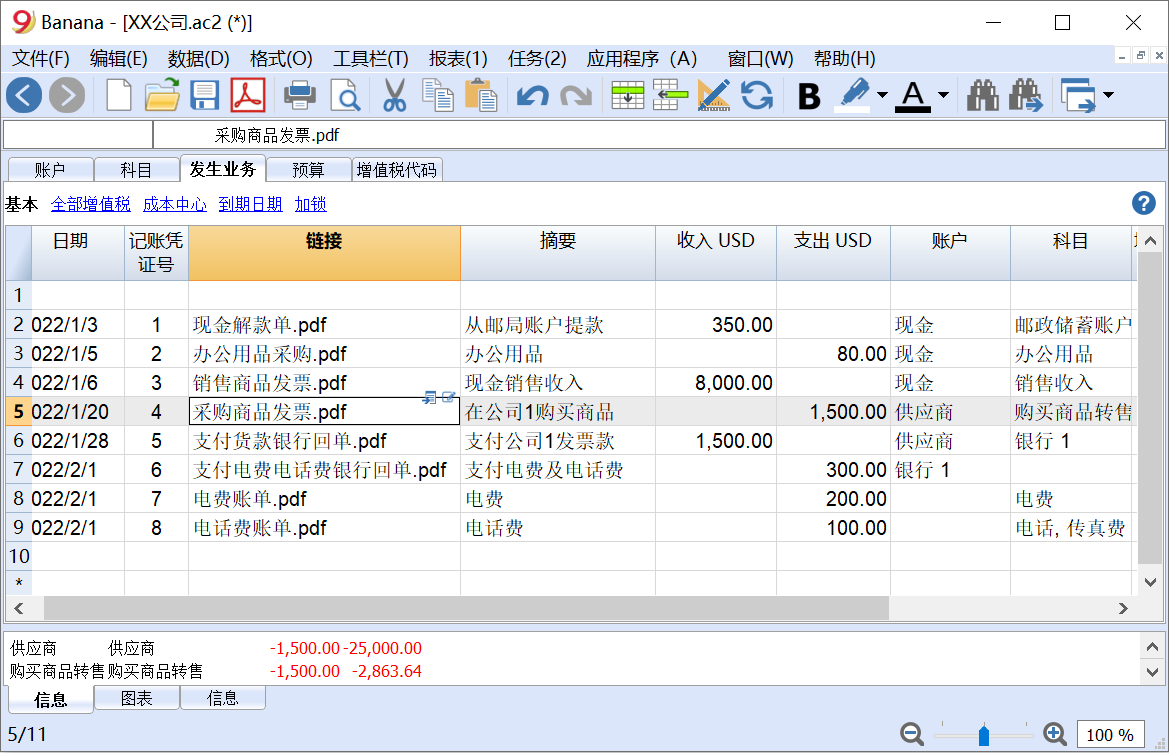 Banana - [XX公司.ac2 (*)]
文件(F) 编辑(E) 数据(D) 格式(O) 工具栏(T) 报表(1) 任务(2) 应用程序（A） 窗口(W) 帮助(H)
B A
采购商品发票.pdf
账户 科目 发生业务 预算 增值税代码
基本 全部增值税 成本中心 到期日期 加锁 ?
日期 记账凭证号 链接 摘要 收入 USD 支出 USD 账户 科目
1
2 022/1/3 1 现金解款单.pdf 从邮局账户提款 350.00 现金 邮政储蓄账户
3 022/1/5 2 办公用品采购.pdf 办公用品 80.00 现金 办公用品
4 022/1/6 3 销售商品发票.pdf 现金销售收入 8,000.00 现金 销售收入
5 022/1/20 4 采购商品发票.pdf 在公司1购买商品 1,500.00 供应商 购买商品转售
6 022/1/28 5 支付货款银行回单.pdf 支付公司1发票款 1,500.00 供应商 银行 1
7 022/2/1 6 支付电费电话费银行回单.pdf 支付电费及电话费 300.00 银行 1
8 022/2/1 7 电费账单.pdf 电费 200.00 电费
9 022/2/1 8 电话费账单.pdf 电话费 100.00 电话, 传真费
10
*
供应商 供应商 -1,500.00 -25,000.00
购买商品转售 购买商品转售 -1,500.00 -2,863.64
信息 图表 信息
5/11 100 %